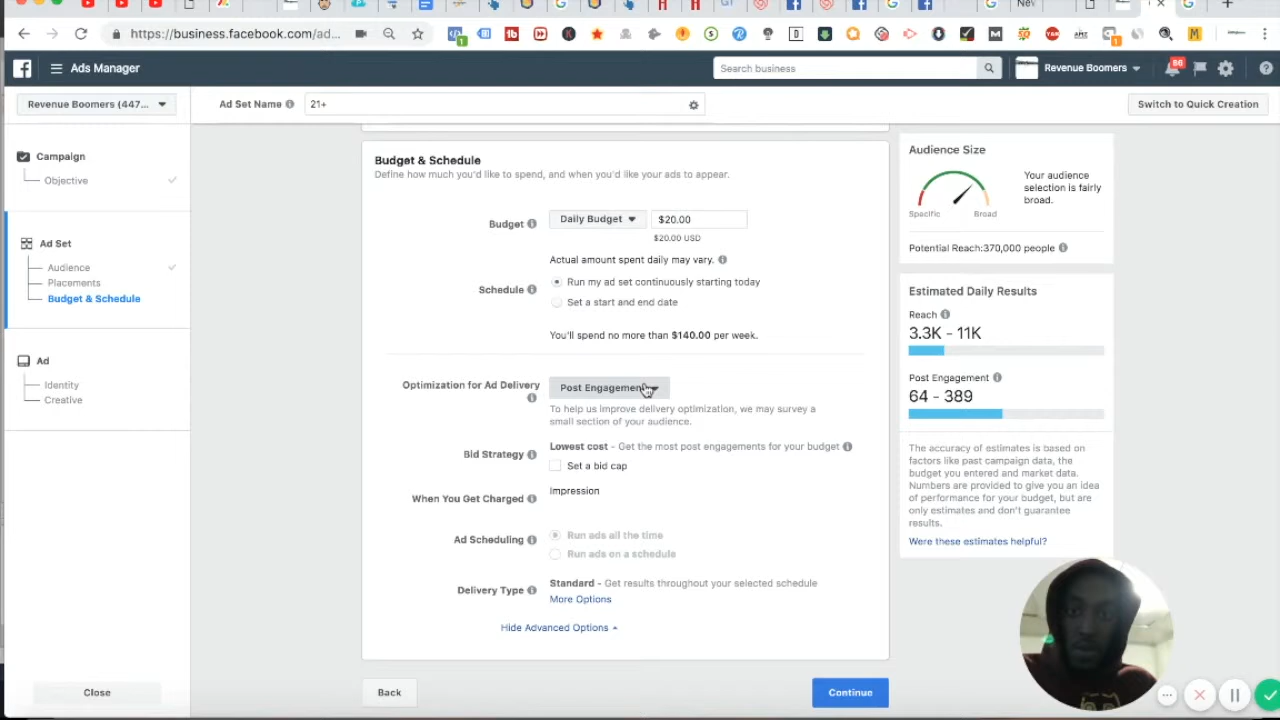 https://business.facebook.com/ad...
Ads Manager
Search business
Revenue Boomers
86
Revenue Boomers (447...
Ad Set Name
21+
Switch to Quick Creation
Campaign
Objective
Ad Set
Audience
Placements
Budget & Schedule
Ad
Identity
Creative
Close
Budget & Schedule
Define how much you'd like to spend, and when you'd like your ads to appear.
Budget
Daily Budget
$20.00
$20.00 USD
Actual amount spent daily may vary.
Schedule
Run my ad set continuously starting today
Set a start and end date
You'll spend no more than $140.00 per week.
Optimization for Ad Delivery
Post Engagement
To help us improve delivery optimization, we may survey a
small section of your audience.
Bid Strategy
Lowest cost - Get the most post engagements for your budget
Set a bid cap
When You Get Charged
Impression
Ad Scheduling
Run ads all the time
Run ads on a schedule
Delivery Type
Standard - Get results throughout your selected schedule
More Options
Hide Advanced Options
Back
Continue
Audience Size
Your audience
selection is fairly
broad.
Specific
Broad
Potential Reach:370,000 people
Estimated Daily Results
Reach
3.3K - 11K
Post Engagement
64 - 389
The accuracy of estimates is based on
factors like past campaign data, the
budget you entered and market data.
Numbers are provided to give you an idea
of performance for your budget, but are
only estimates and don't guarantee
results.
Were these estimates helpful?